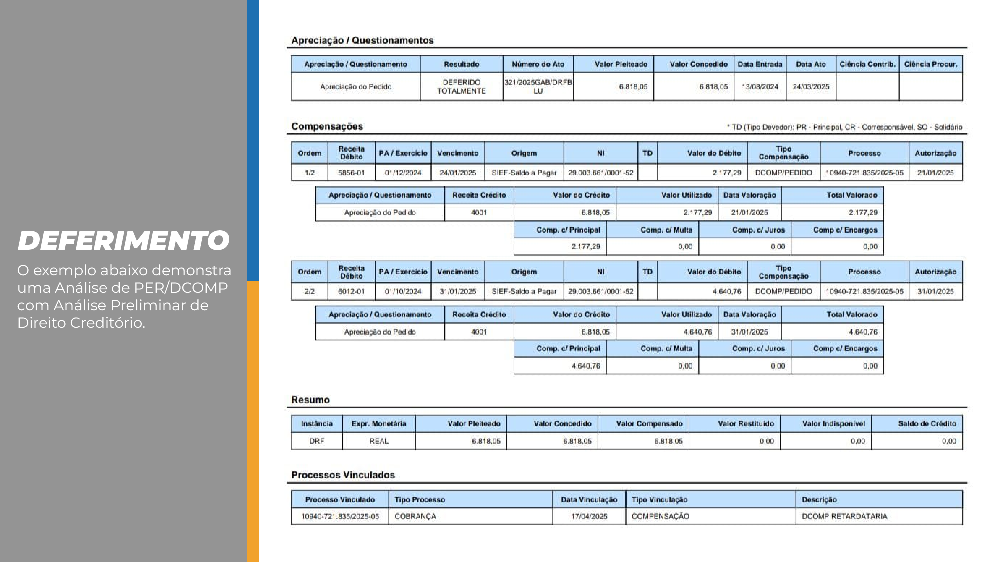 DEFERIMENTO
O exemplo abaixo demonstra
uma Análise de PER/DCOMP
com Análise Preliminar de
Direito Creditório.
Apreciação / Questionamentos
Apreciação / Questionamento Resultado Número do Ato Valor Pleiteado Valor Concedido Data Entrada Data Ato Ciência Contrib. Ciência Procur.
Apreciação do Pedido DEFERIDO TOTALMENTE 321/2025GAB/DRFB LU 6.818,05 6.818,05 13/08/2024 24/03/2025
Compensações * TD (Tipo Devedor): PR - Principal, CR - Corresponsável, SO - Solidário
Ordem Receita Débito PA / Exercício Vencimento Origem NI TD Valor do Débito Tipo Compensação Processo Autorização
1/2 5856-01 01/12/2024 24/01/2025 SIEF-Saldo a Pagar 29.003.661/0001-52 2.177,29 DCOMP/PEDIDO 10940-721.835/2025-05 21/01/2025
Apreciação / Questionamento Receita Crédito Valor do Crédito Valor Utilizado Data Valoração Total Valorado
Apreciação do Pedido 4001 6.818,05 2.177,29 21/01/2025 2.177,29
Comp. c/ Principal Comp. c/ Multa Comp. c/ Juros Comp c/ Encargos
2.177,29 0,00 0,00 0,00
Ordem Receita Débito PA / Exercício Vencimento Origem NI TD Valor do Débito Tipo Compensação Processo Autorização
2/2 6012-01 01/10/2024 31/01/2025 SIEF-Saldo a Pagar 29.003.661/0001-52 4.640,76 DCOMP/PEDIDO 10940-721.835/2025-05 31/01/2025
Apreciação / Questionamento Receita Crédito Valor do Crédito Valor Utilizado Data Valoração Total Valorado
Apreciação do Pedido 4001 6.818,05 4.640,76 31/01/2025 4.640,76
Comp. c/ Principal Comp. c/ Multa Comp. c/ Juros Comp c/ Encargos
4.640,76 0,00 0,00 0,00
Resumo
Instância Expr. Monetária Valor Pleiteado Valor Concedido Valor Compensado Valor Restituído Valor Indisponível Saldo de Crédito
DRF REAL 6.818,05 6.818,05 6.818,05 0,00 0,00 0,00
Processos Vinculados
Processo Vinculado Tipo Processo Data Vinculação Tipo Vinculação Descrição
10940-721.835/2025-05 COBRANÇA 17/04/2025 COMPENSAÇÃO DCOMP RETARDATARIA